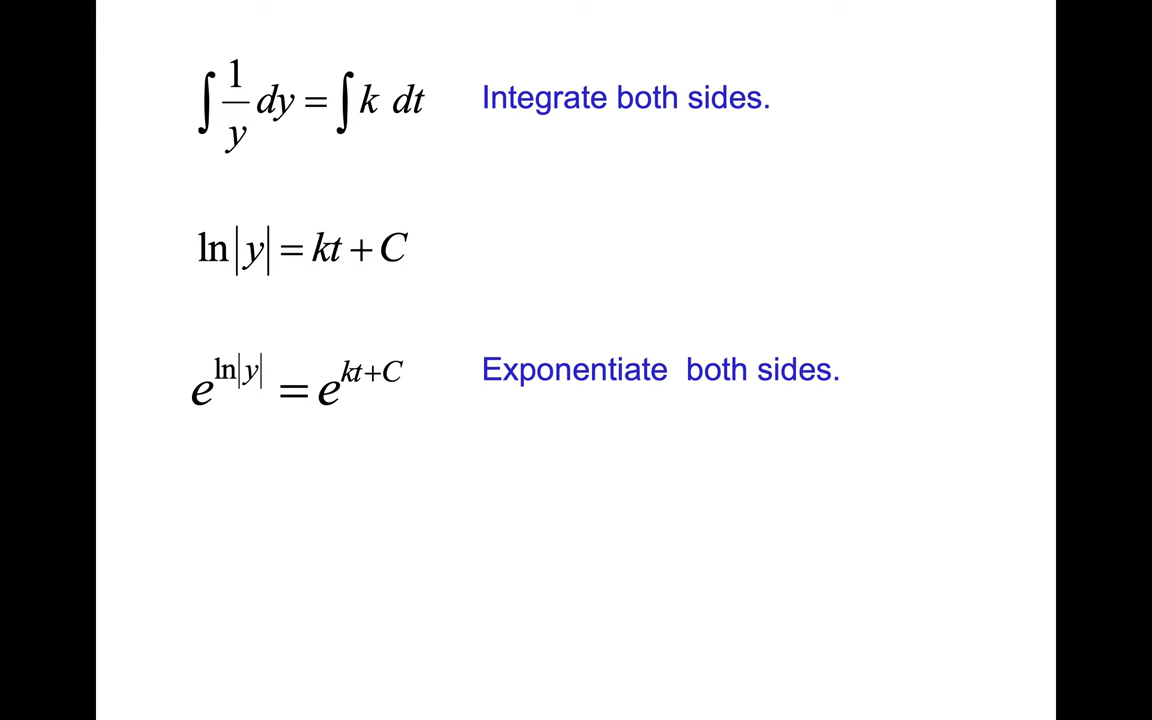 ∫ 1/y dy = ∫ k dt Integrate both sides.
ln|y| = kt + C
e^{ln|y|} = e^{kt+C} Exponentiate both sides.